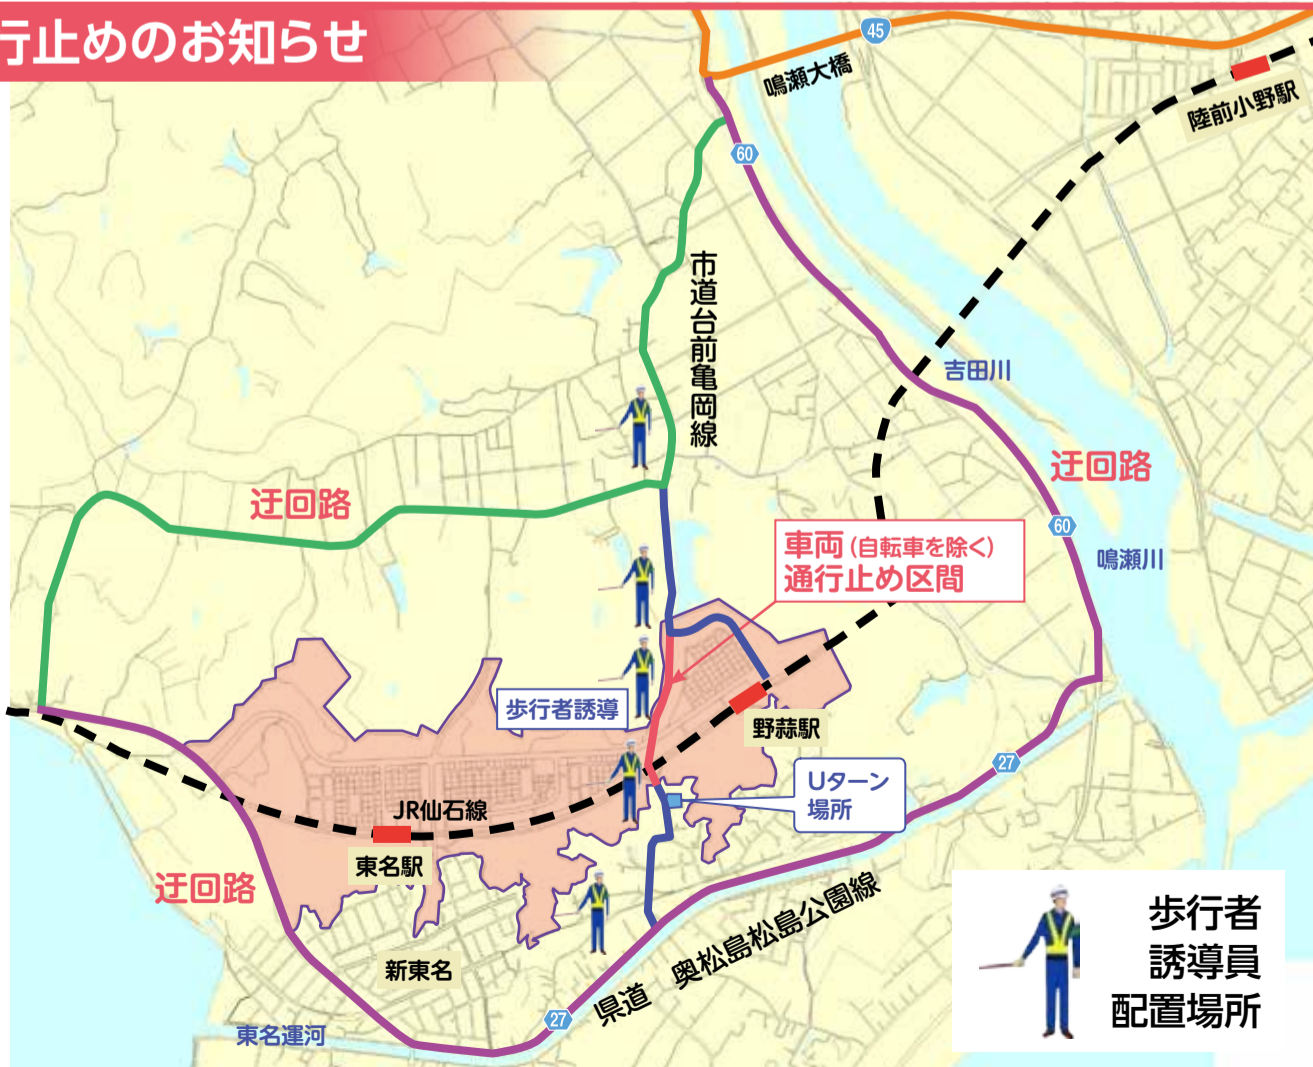 行止めのお知らせ
45
鳴瀬大橋
陸前小野駅
60
市道台前亀岡線
吉田川
迂回路
迂回路
60
鳴瀬川
車両(自転車を除く)
通行止め区間
歩行者誘導
野蒜駅
27
Uターン
場所
JR仙石線
東名駅
迂回路
新東名
県道 奥松島松島公園線
27
東名運河
歩行者
誘導員
配置場所